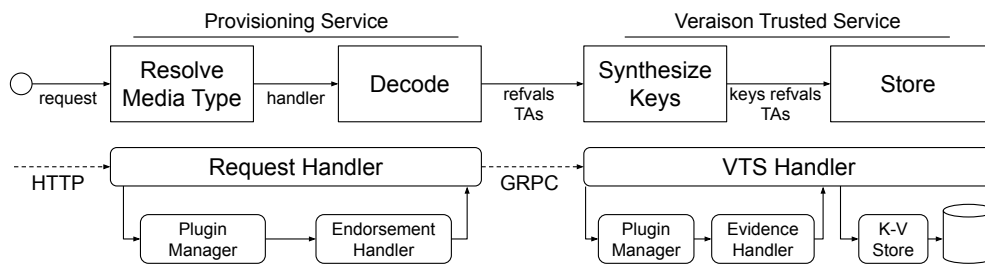 Provisioning Service
Veraison Trusted Service
Resolve
Media Type
Decode
Synthesize
Keys
Store
request
handler
refvals
TAs
keys refvals
TAs
HTTP
Request Handler
GRPC
VTS Handler
Plugin
Manager
Endorsement
Handler
Plugin
Manager
Evidence
Handler
K-V
Store